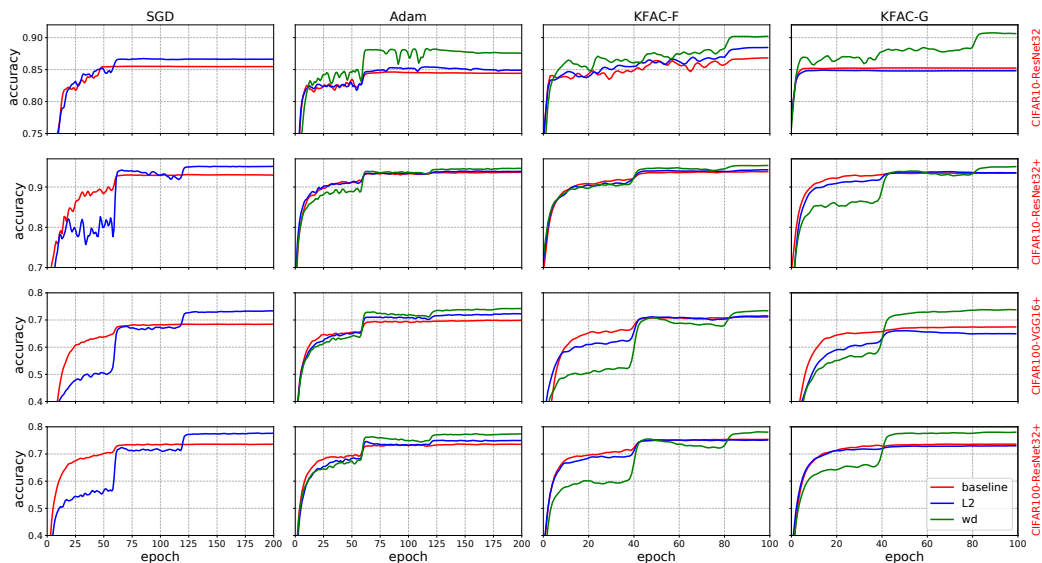 SGD Adam KFAC-F KFAC-G
0.90
0.85
0.80
0.75
accuracy
CIFAR10-ResNet32
0.9
0.8
0.7
accuracy
CIFAR10-ResNet32+
0.8
0.7
0.6
0.5
0.4
accuracy
CIFAR100-VGG16+
0.8
0.7
0.6
0.5
0.4
accuracy
CIFAR100-ResNet32+
baseline
L2
wd
0 25 50 75 100 125 150 175 200 0 25 50 75 100 125 150 175 200 0 20 40 60 80 100 0 20 40 60 80 100
epoch epoch epoch epoch